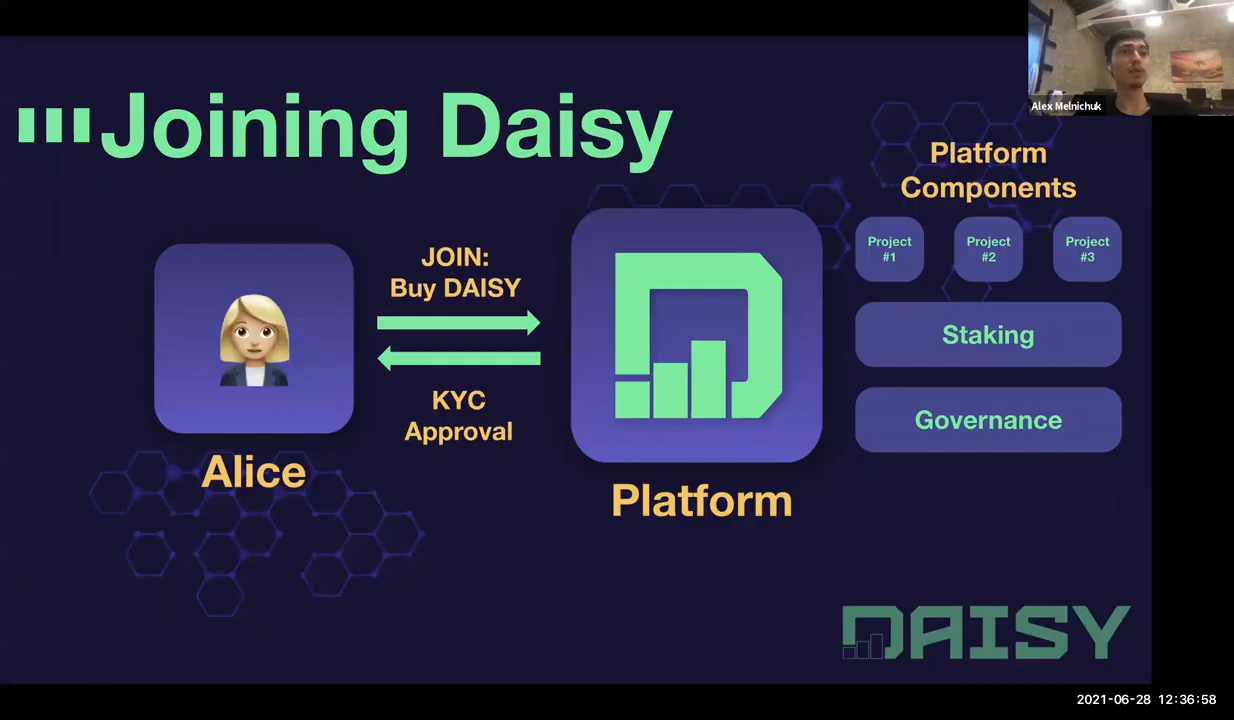 Joining Daisy
Alex Melnichuk
Platform
Components
Project
#1
Project
#2
Project
#3
JOIN:
Buy DAISY
Staking
KYC
Approval
Governance
Alice
Platform
DAISY
2021-06-28 12:36:58